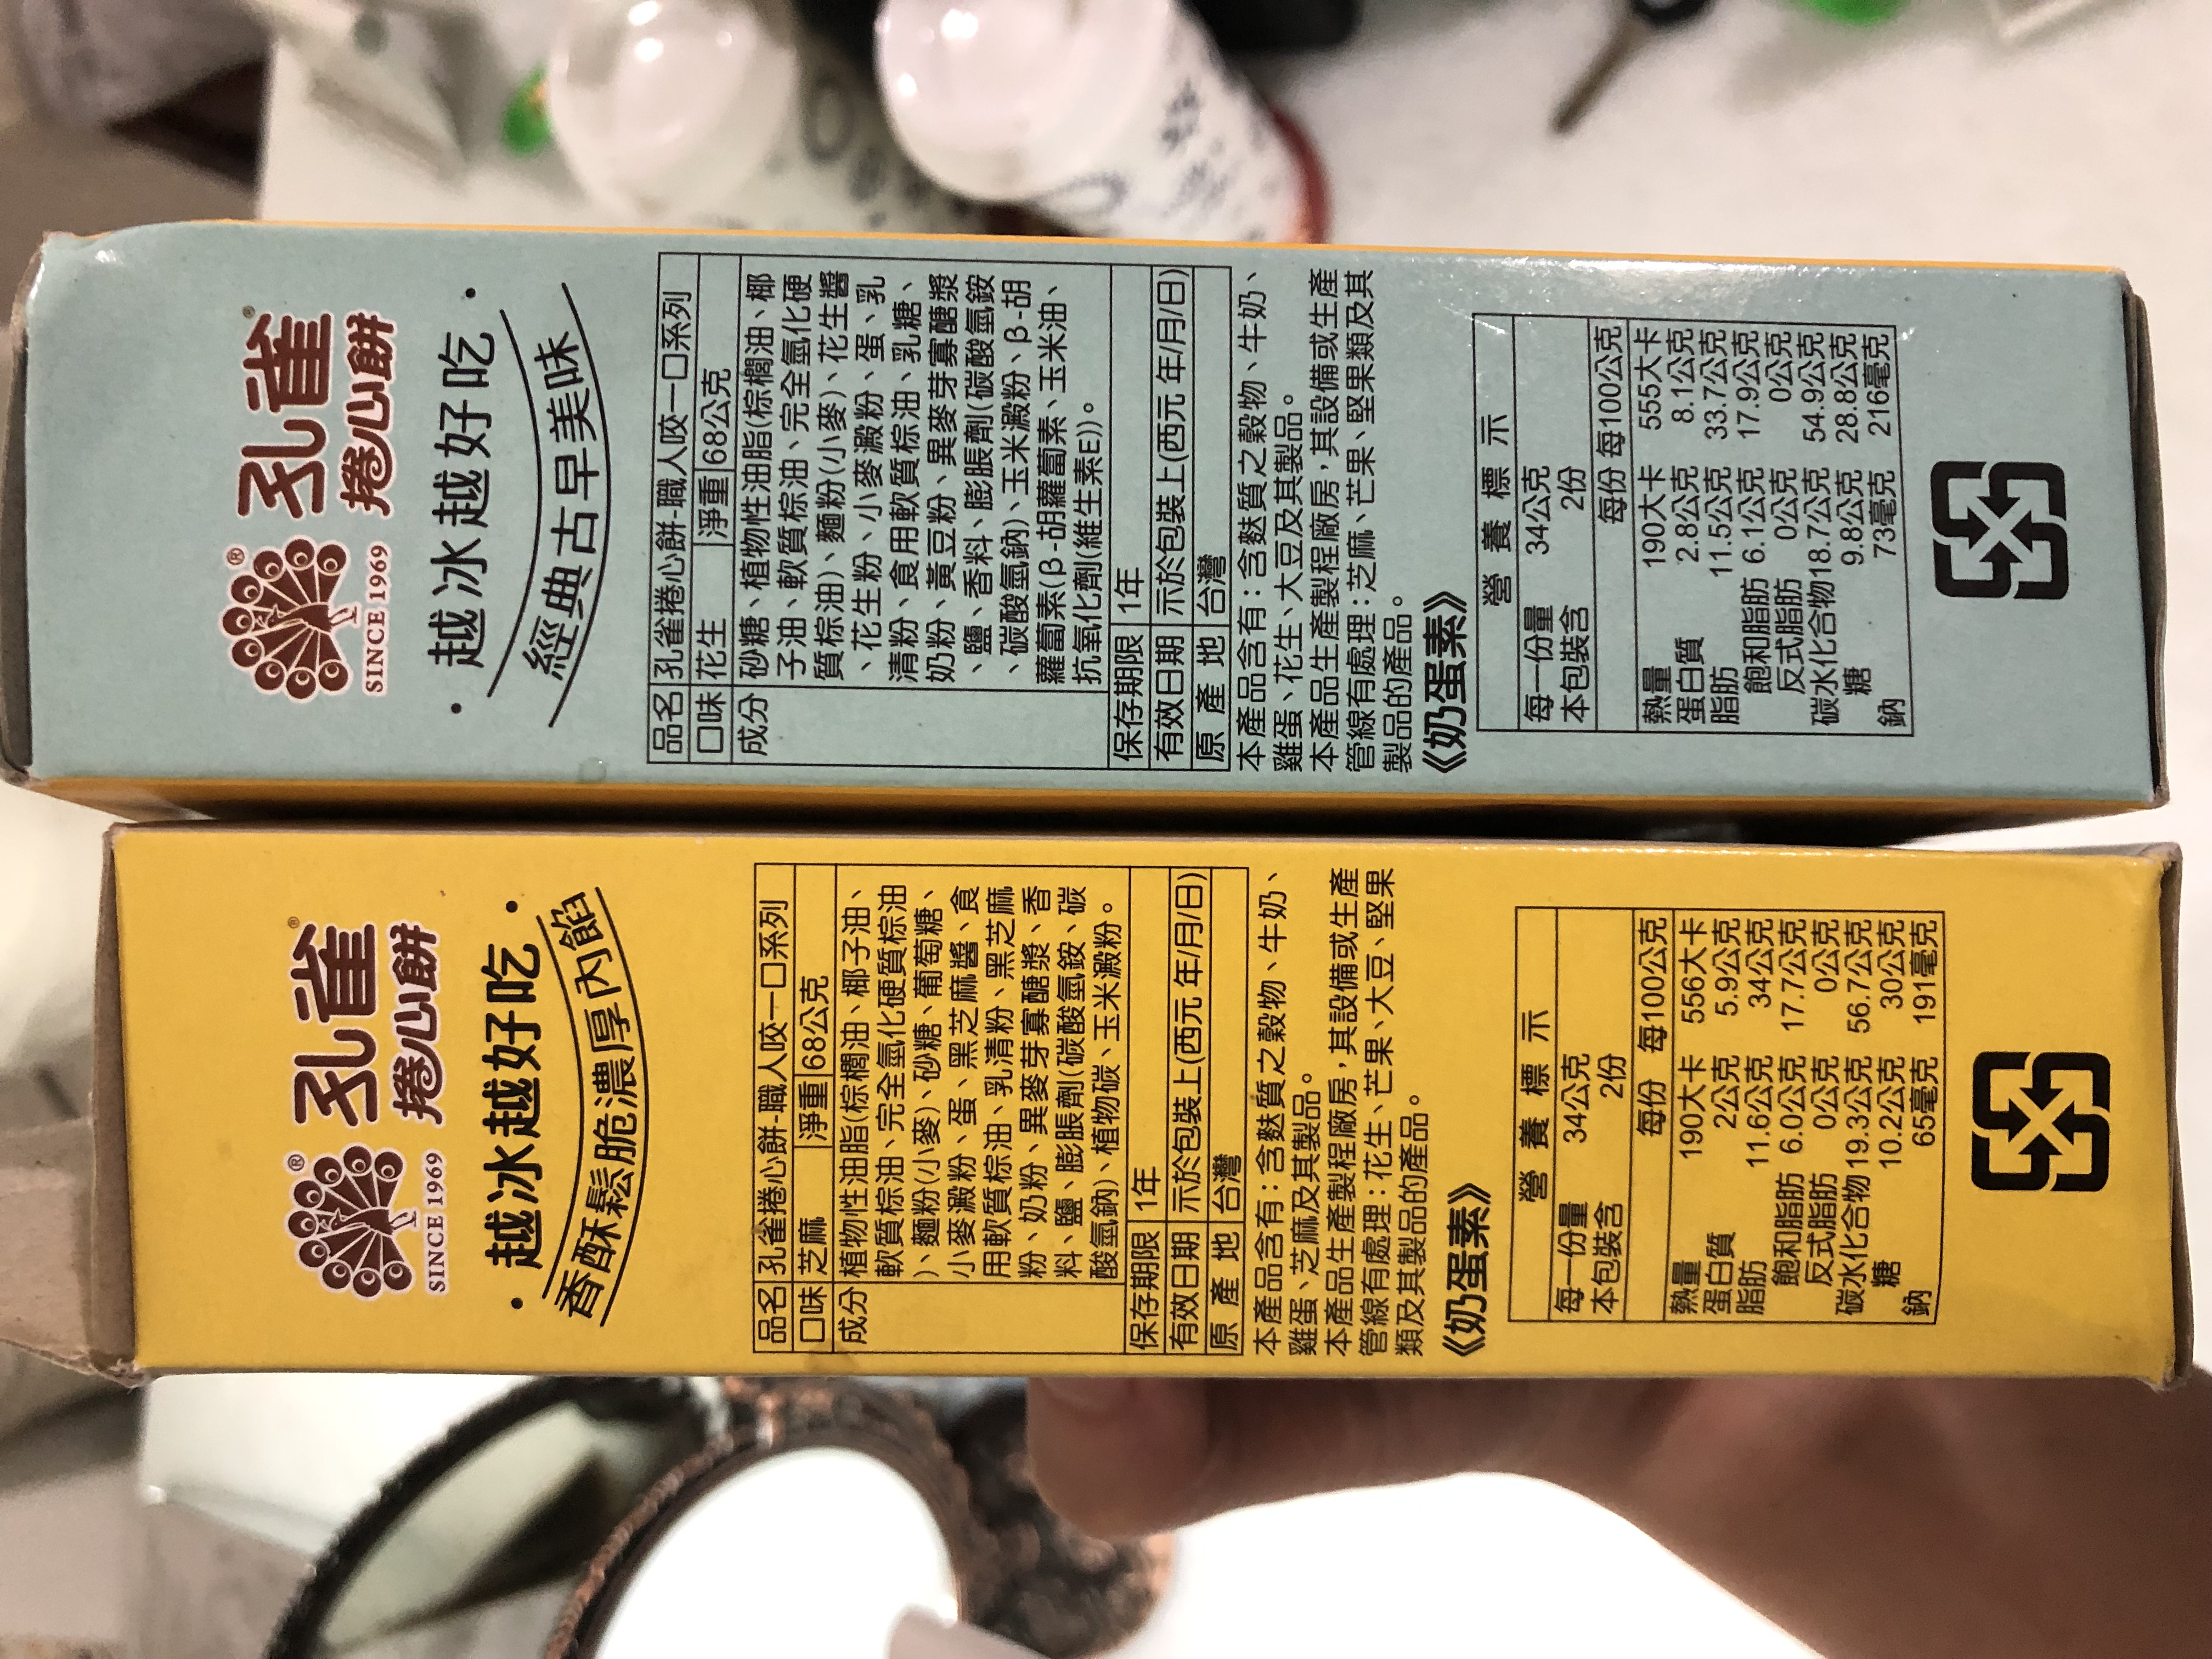 孔雀®
捲心餅
®
SINCE 1969
・越冰越好吃・
經典古早美味
品名 孔雀捲心餅-職人咬一口系列
口味 花生 淨重 68公克
成分 砂糖、植物性油脂(棕櫚油、椰
子油、軟質棕油、完全氫化硬
質棕油)、麵粉(小麥)、花生醬
、花生粉、小麥澱粉、蛋、乳
清粉、食用軟質棕油、乳糖、
奶粉、黃豆粉、異麥芽寡醣漿
、鹽、香料、膨脹劑(碳酸氫銨
、碳酸氫鈉)、玉米澱粉、β-胡
蘿蔔素(β-胡蘿蔔素、玉米油、
抗氧化劑(維生素E))。
保存期限 1年
有效日期 示於包裝上(西元 年/月/日)
原 產 地 台灣
本產品含有：含麩質之穀物、牛奶、
雞蛋、花生、大豆及其製品。
本產品生產製程廠房,其設備或生產
管線有處理：芝麻、芒果、堅果類及其
製品的產品。
《奶蛋素》
營 養 標 示
每一份量 34公克
本包裝含 2份
每份 每100公克
熱量 190大卡 555大卡
蛋白質 2.8公克 8.1公克
脂肪 11.5公克 33.7公克
飽和脂肪 6.1公克 17.9公克
反式脂肪 0公克 0公克
碳水化合物 18.7公克 54.9公克
糖 9.8公克 28.8公克
鈉 73毫克 216毫克
孔雀®
捲心餅
®
SINCE 1969
・越冰越好吃・
香酥鬆脆濃厚內餡
品名 孔雀捲心餅-職人咬一口系列
口味 芝麻 淨重 68公克
成分 植物性油脂(棕櫚油、椰子油、
軟質棕油、完全氫化硬質棕油
)、麵粉(小麥)、砂糖、葡萄糖、
小麥澱粉、蛋、黑芝麻醬、食
用軟質棕油、乳清粉、黑芝麻
粉、奶粉、異麥芽寡醣漿、香
料、鹽、膨脹劑(碳酸氫銨、碳
酸氫鈉)、植物碳、玉米澱粉。
保存期限 1年
有效日期 示於包裝上(西元 年/月/日)
原 產 地 台灣
本產品含有：含麩質之穀物、牛奶、
雞蛋、芝麻及其製品。
本產品生產製程廠房,其設備或生產
管線有處理：花生、芒果、大豆、堅果
類及其製品的產品。
《奶蛋素》
營 養 標 示
每一份量 34公克
本包裝含 2份
每份 每100公克
熱量 190大卡 556大卡
蛋白質 2公克 5.9公克
脂肪 11.6公克 34公克
飽和脂肪 6.0公克 17.7公克
反式脂肪 0公克 0公克
碳水化合物 19.3公克 56.7公克
糖 10.2公克 30公克
鈉 65毫克 191毫克